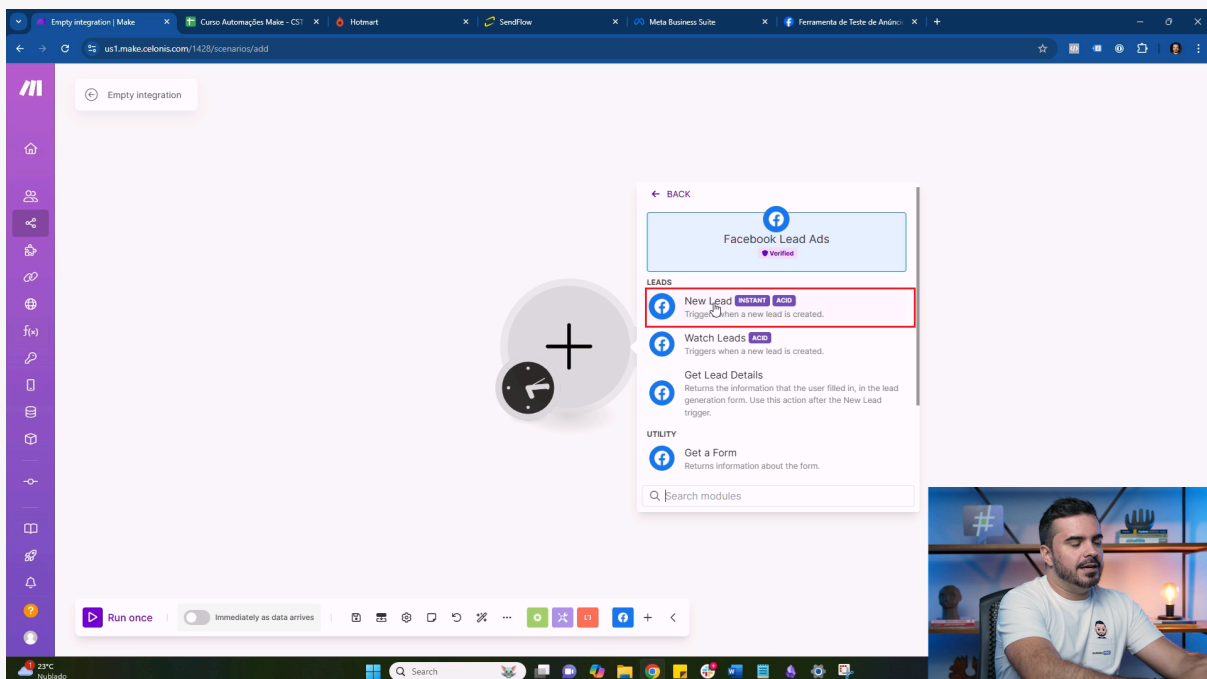 Empty integration | Make
Curso Automações Make - CST
Hotmart
SendFlow
Meta Business Suite
Ferramenta de Teste de Anúnci
us1.make.celonis.com/1428/scenarios/add
Empty integration
BACK
Facebook Lead Ads
Verified
LEADS
New Lead INSTANT ACID
Triggers when a new lead is created.
Watch Leads ACID
Triggers when a new lead is created.
Get Lead Details
Returns the information that the user filled in, in the lead
generation form. Use this action after the New Lead
trigger.
UTILITY
Get a Form
Returns information about the form.
Search modules
Run once
Immediately as data arrives
23°C
Nublado
Search